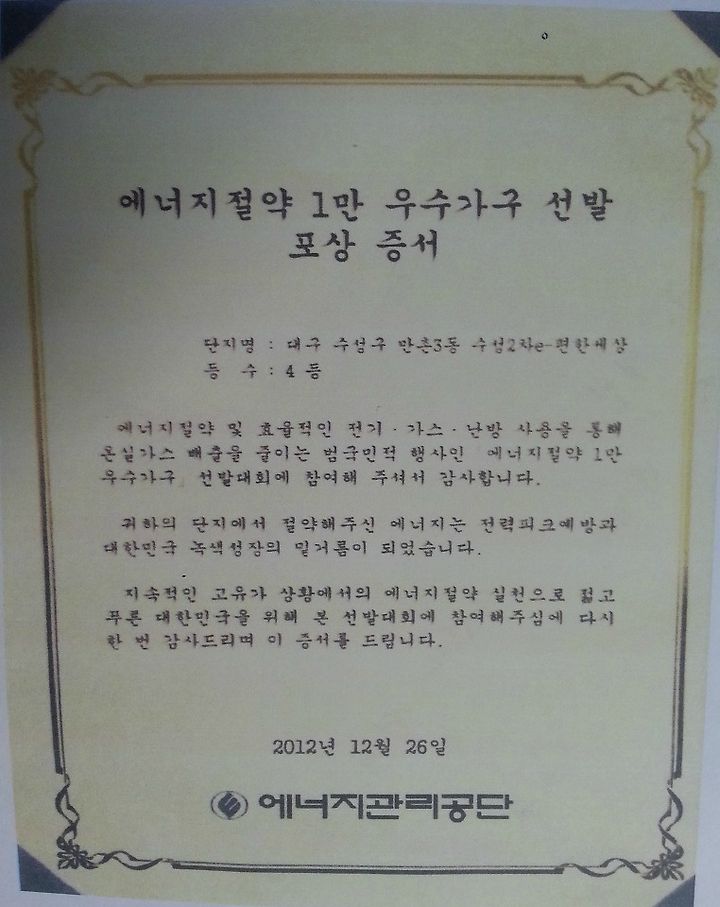 에너지절약 1만 우수가구 선발
포상 증서
단지명 : 대구 수성구 만촌3동 수성2차e-편한세상
등 수 : 4 등
에너지절약 및 효율적인 전기·가스·난방 사용을 통해
온실가스 배출을 줄이는 범국민적 행사인「에너지절약 1만
우수가구」선발대회에 참여해 주셔서 감사합니다.
귀하의 단지에서 절약해주신 에너지는 전력피크예방과
대한민국 녹색성장의 밑거름이 되었습니다.
지속적인 고유가 상황에서의 에너지절약 실천으로 젊고
푸른 대한민국을 위해 본 선발대회에 참여해주심에 다시
한 번 감사드리며 이 증서를 드립니다.
2012년 12월 26일
에너지관리공단